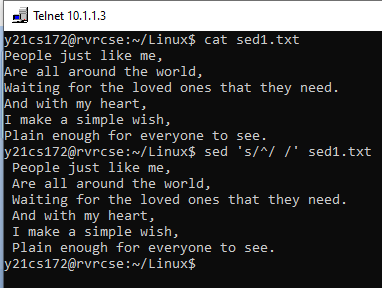 Telnet 10.1.1.3
y21cs172@rvrcse:~/Linux$ cat sed1.txt
People just like me,
Are all around the world,
Waiting for the loved ones that they need.
And with my heart,
I make a simple wish,
Plain enough for everyone to see.
y21cs172@rvrcse:~/Linux$ sed 's/^/ /' sed1.txt
 People just like me,
 Are all around the world,
 Waiting for the loved ones that they need.
 And with my heart,
 I make a simple wish,
 Plain enough for everyone to see.
y21cs172@rvrcse:~/Linux$